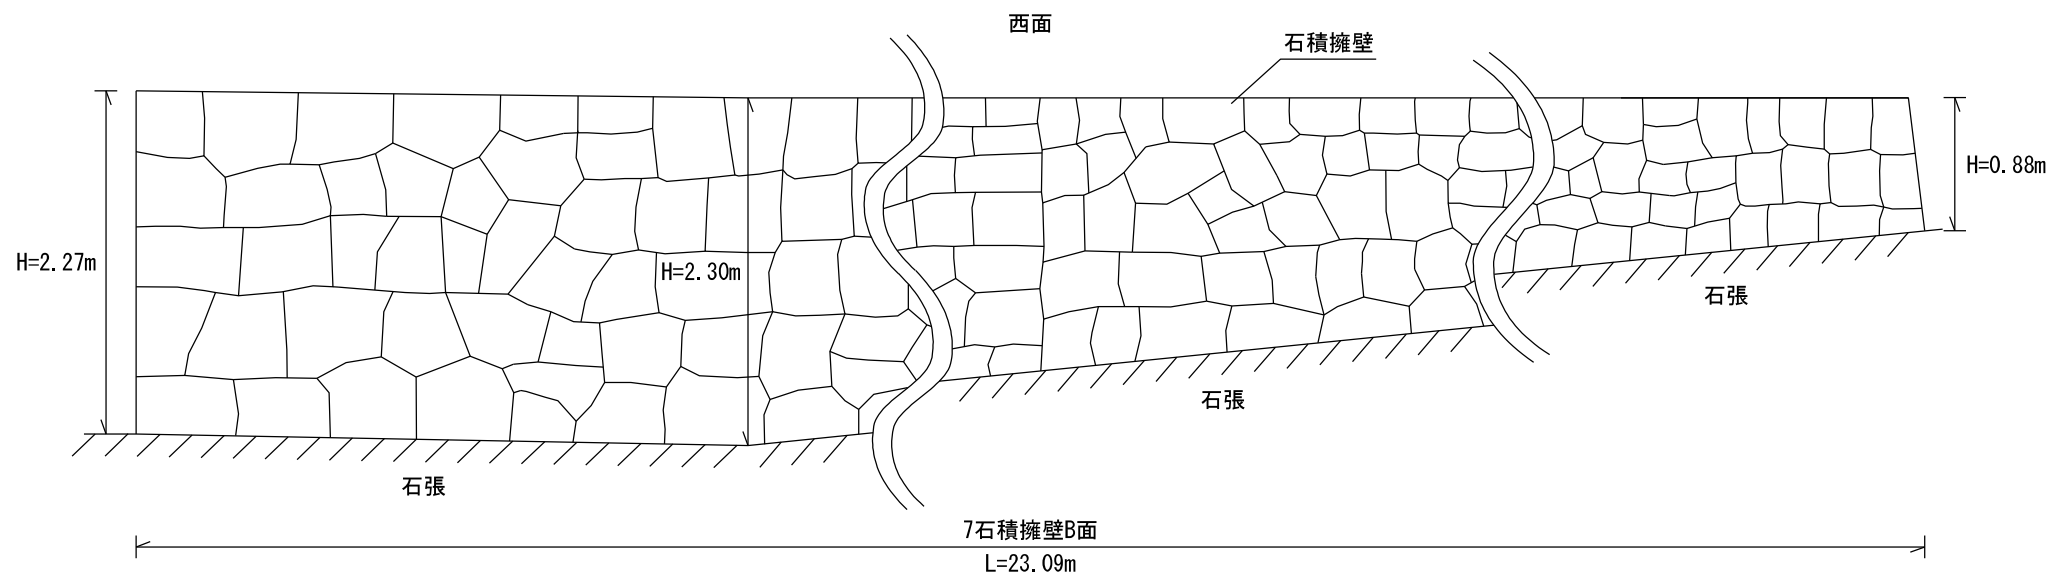 西面
石積擁壁
H=2.27m
H=2.30m
H=0.88m
石張
石張
石張
7石積擁壁B面
L=23.09m